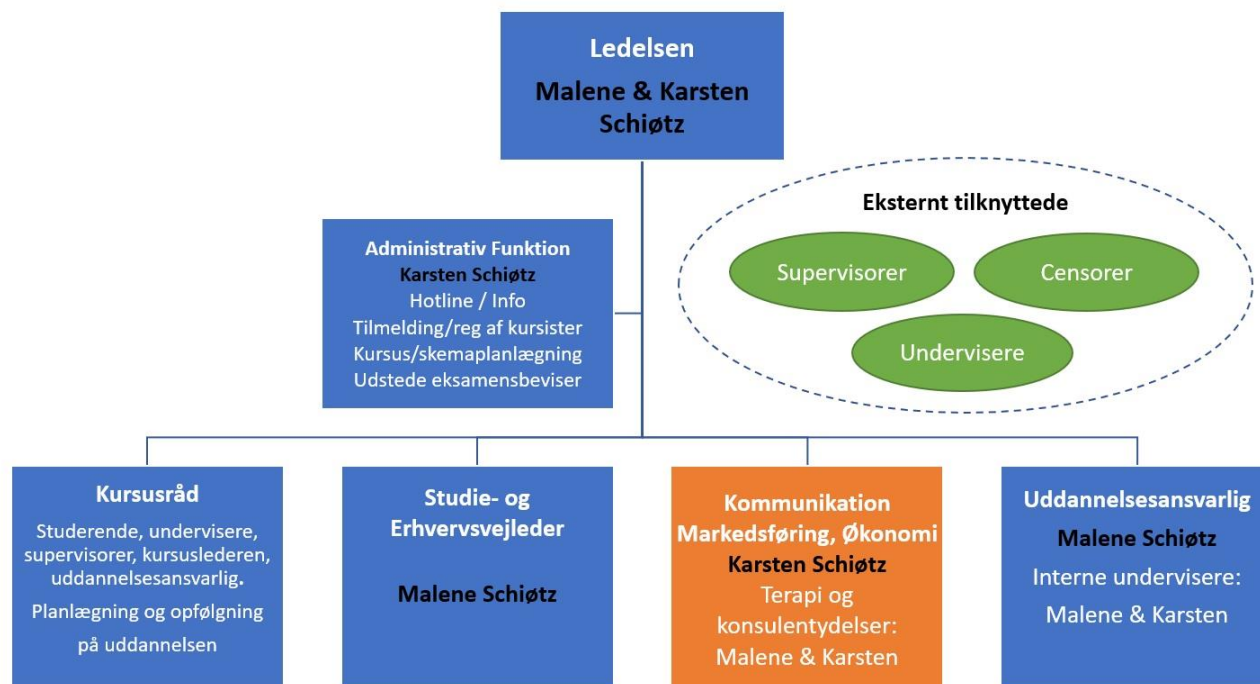 Ledelsen
Malene & Karsten
Schiøtz
Eksternt tilknyttede
Supervisorer
Censorer
Undervisere
Administrativ Funktion
Karsten Schiøtz
Hotline / Info
Tilmelding/reg af kursister
Kursus/skemaplanlægning
Udstede eksamensbeviser
Kursusråd
Studerende, undervisere,
supervisorer, kursuslederen,
uddannelsesansvarlig.
Planlægning og opfølgning
på uddannelsen
Studie- og
Erhvervsvejleder
Malene Schiøtz
Kommunikation
Markedsføring, Økonomi
Karsten Schiøtz
Terapi og
konsulentydelser:
Malene & Karsten
Uddannelsesansvarlig
Malene Schiøtz
Interne undervisere:
Malene & Karsten